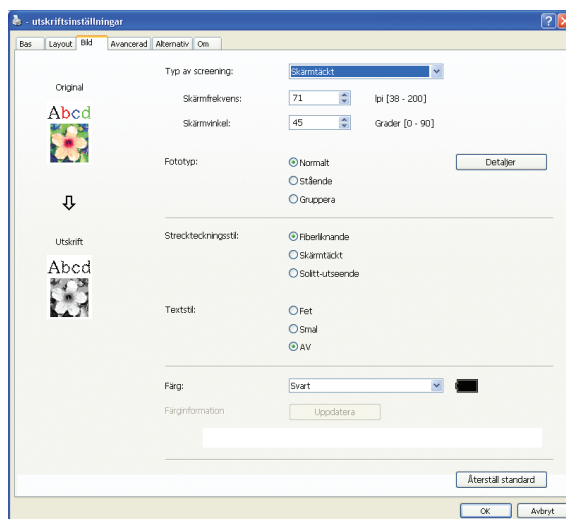 - utskriftsinställningar
Bas Layout Bild Avancerad Alternativ Om
Original
Abcd
Utskrift
Abcd
Typ av screening: Skärmtäckt
Skärmfrekvens: 71 lpi [38 - 200]
Skärmvinkel: 45 Grader [0 - 90]
Fototyp: Normalt Detaljer
Stående
Gruppera
Streckteckningsstil: Fiberliknande
Skärmtäckt
Solitt-utseende
Textstil: Fet
Smal
AV
Färg: Svart
Färginformation Uppdatera
Återställ standard
OK Avbryt